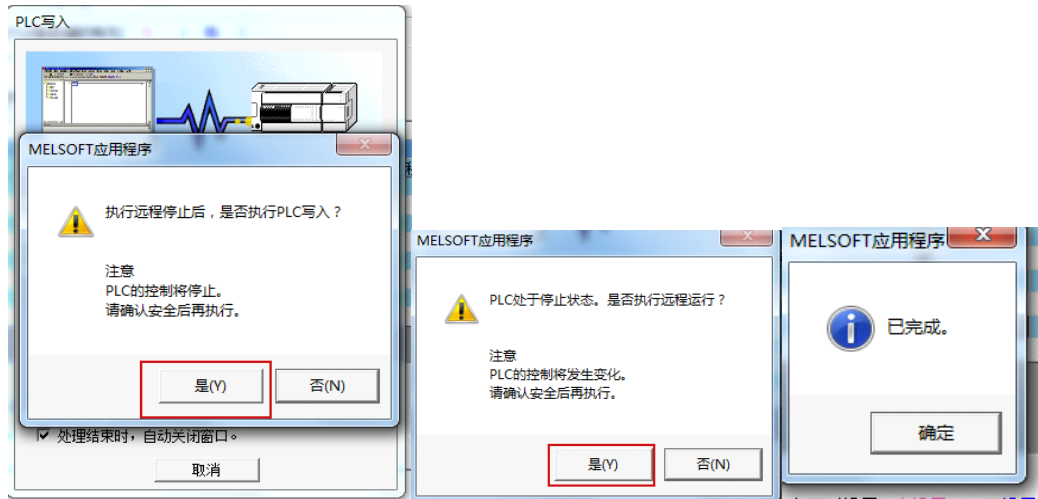 PLC写入
MELSOFT应用程序
执行远程停止后，是否执行PLC写入？
注意
PLC的控制将停止。
请确认安全后再执行。
是(Y)
否(N)
处理结束时，自动关闭窗口。
取消
MELSOFT应用程序
PLC处于停止状态。是否执行远程运行？
注意
PLC的控制将发生变化。
请确认安全后再执行。
是(Y)
否(N)
MELSOFT应用程序
已完成。
确定